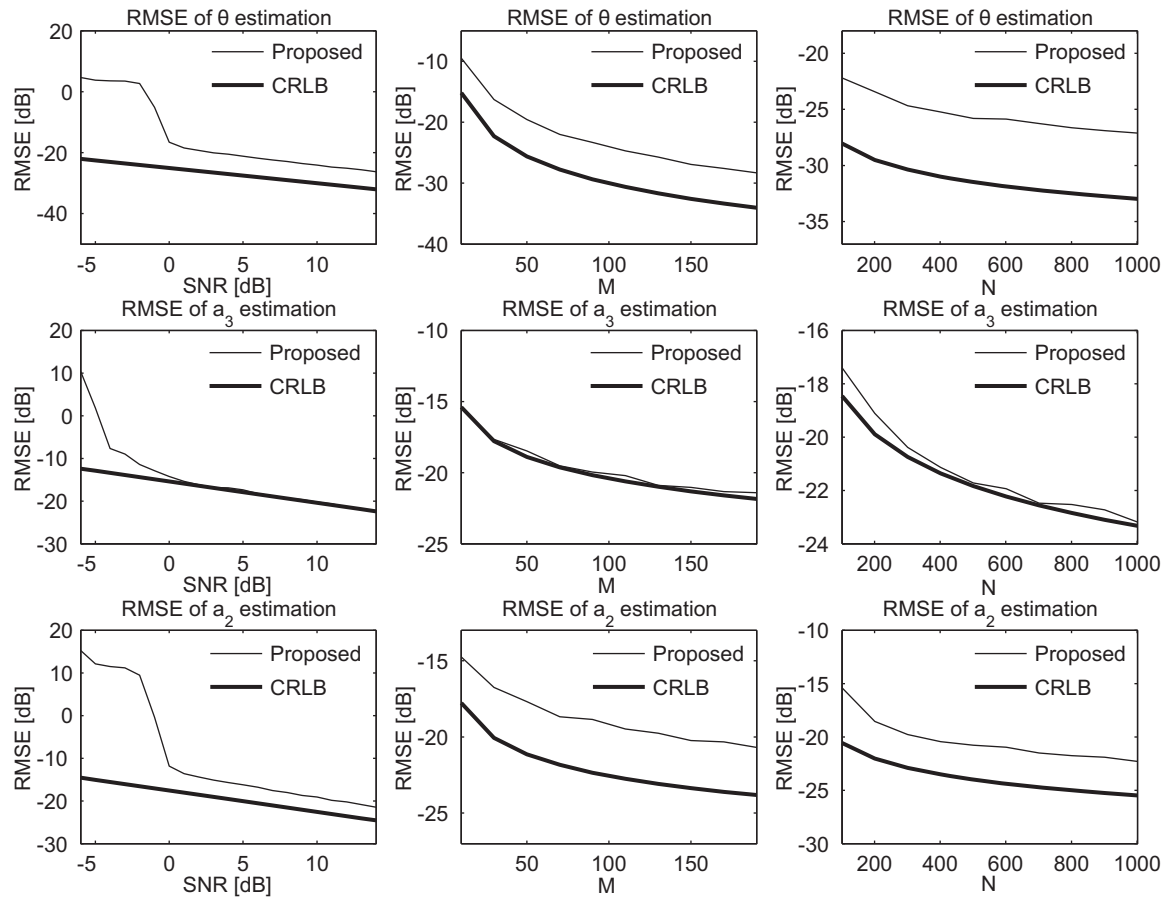 RMSE of θ estimation
20
0
-20
-40
RMSE [dB]
Proposed
CRLB
-5
0
5
10
SNR [dB]
RMSE of θ estimation
-10
-20
-30
-40
RMSE [dB]
Proposed
CRLB
50
100
150
M
RMSE of θ estimation
-20
-25
-30
-35
RMSE [dB]
Proposed
CRLB
200
400
600
800
1000
N
RMSE of a3 estimation
20
10
0
-10
-20
-30
RMSE [dB]
Proposed
CRLB
-5
0
5
10
SNR [dB]
RMSE of a3 estimation
-10
-15
-20
-25
RMSE [dB]
Proposed
CRLB
50
100
150
M
RMSE of a3 estimation
-16
-18
-20
-22
-24
RMSE [dB]
Proposed
CRLB
200
400
600
800
1000
N
RMSE of a2 estimation
20
10
0
-10
-20
-30
RMSE [dB]
Proposed
CRLB
-5
0
5
10
SNR [dB]
RMSE of a2 estimation
-15
-20
-25
RMSE [dB]
Proposed
CRLB
50
100
150
M
RMSE of a2 estimation
-10
-15
-20
-25
-30
RMSE [dB]
Proposed
CRLB
200
400
600
800
1000
N